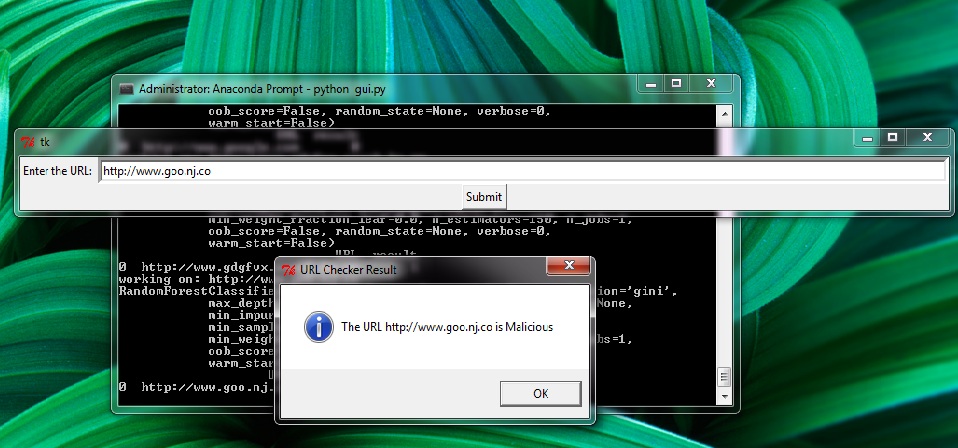 Administrator: Anaconda Prompt - python gui.py
oob_score=False, random_state=None, verbose=0,
warm_start=False)
tk
Enter the URL: http://www.goo.nj.co
Submit
min_weight_fraction_leaf=0.0, n_estimators=150, n_jobs=1,
oob_score=False, random_state=None, verbose=0,
warm_start=False)
URL result
0 http://www.gdgfvx.
working on: http://ww
RandomForestClassifie ion='gini',
max_depth None,
min_impur
min_sampl
min_weigh bs=1,
oob_score
warm_star
0 http://www.goo.nj.
URL Checker Result
The URL http://www.goo.nj.co is Malicious
OK